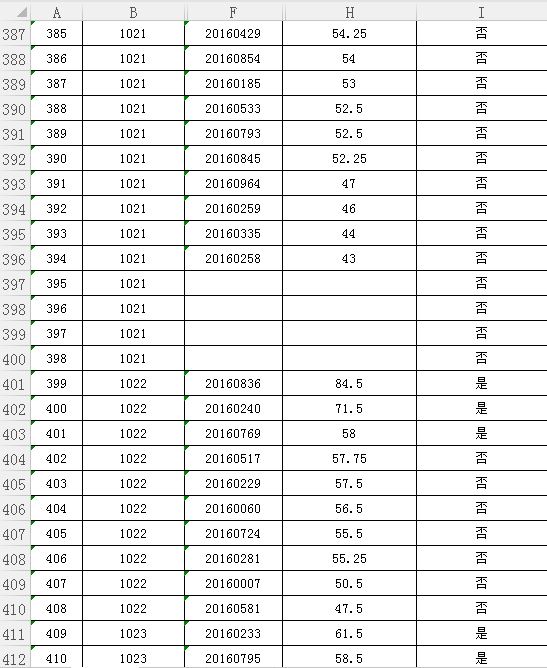 A B F H I
387 385 1021 20160429 54.25 否
388 386 1021 20160854 54 否
389 387 1021 20160185 53 否
390 388 1021 20160533 52.5 否
391 389 1021 20160793 52.5 否
392 390 1021 20160845 52.25 否
393 391 1021 20160964 47 否
394 392 1021 20160259 46 否
395 393 1021 20160335 44 否
396 394 1021 20160258 43 否
397 395 1021 否
398 396 1021 否
399 397 1021 否
400 398 1021 否
401 399 1022 20160836 84.5 是
402 400 1022 20160240 71.5 是
403 401 1022 20160769 58 是
404 402 1022 20160517 57.75 否
405 403 1022 20160229 57.5 否
406 404 1022 20160060 56.5 否
407 405 1022 20160724 55.5 否
408 406 1022 20160281 55.25 否
409 407 1022 20160007 50.5 否
410 408 1022 20160581 47.5 否
411 409 1023 20160233 61.5 是
412 410 1023 20160795 58.5 是